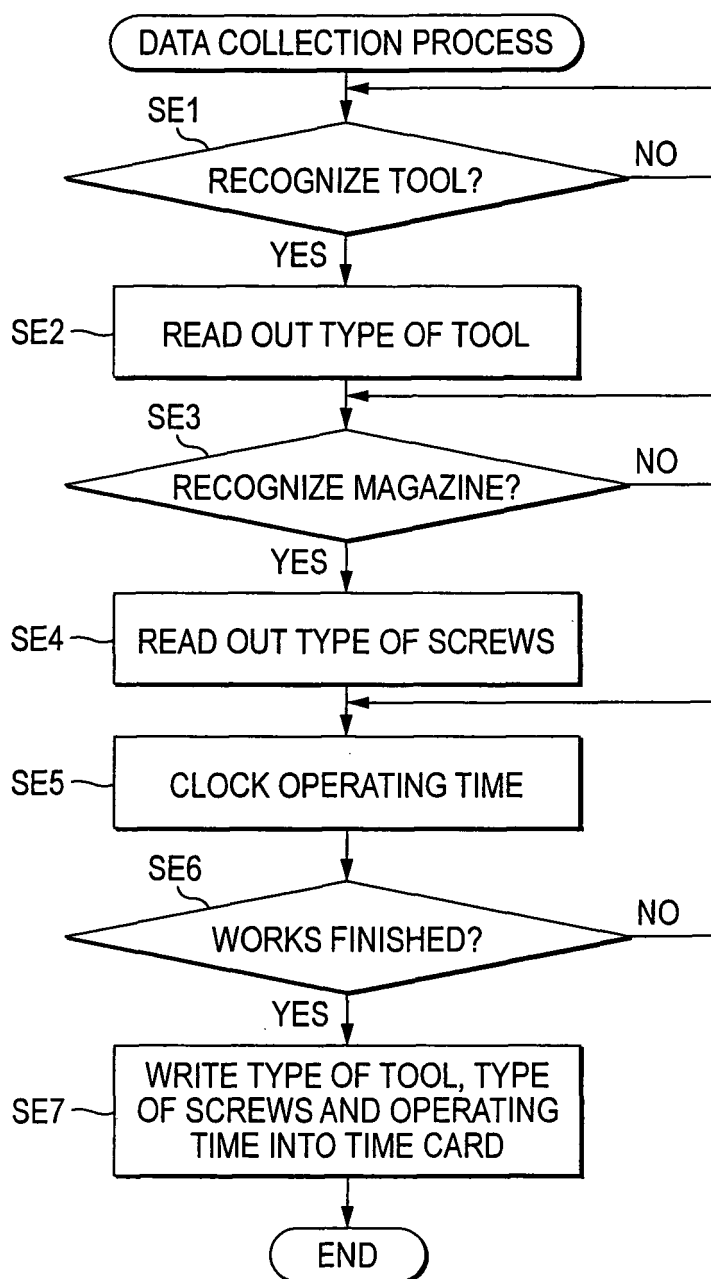 DATA COLLECTION PROCESS
SE1
RECOGNIZE TOOL?
NO
YES
SE2
READ OUT TYPE OF TOOL
SE3
RECOGNIZE MAGAZINE?
NO
YES
SE4
READ OUT TYPE OF SCREWS
SE5
CLOCK OPERATING TIME
SE6
WORKS FINISHED?
NO
YES
SE7
WRITE TYPE OF TOOL, TYPE
OF SCREWS AND OPERATING
TIME INTO TIME CARD
END